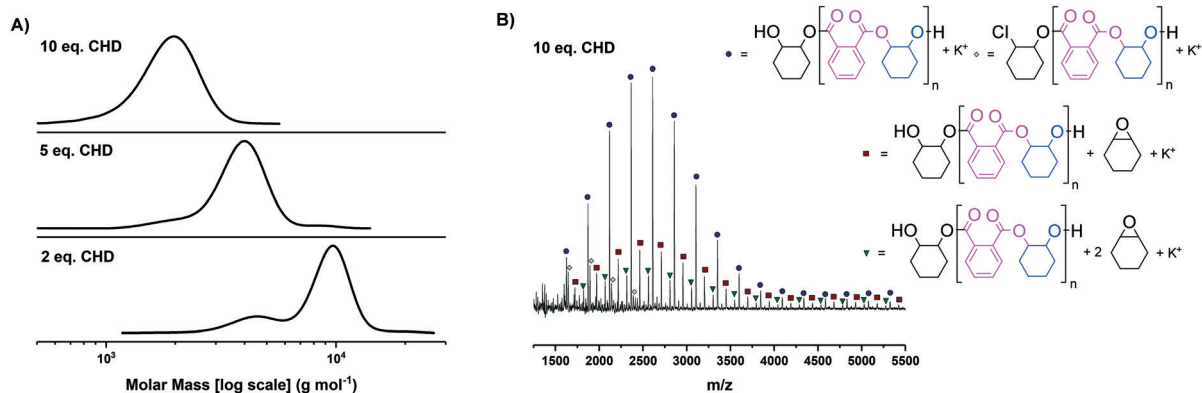 A)
10 eq. CHD
5 eq. CHD
2 eq. CHD
10³ 10⁴
Molar Mass [log scale] (g mol⁻¹)
B)
10 eq. CHD
= HO O O O O O H n + K⁺
= Cl O O O O O H n + K⁺
= HO O O O O O H n + O + K⁺
= HO O O O O O H n + 2 O + K⁺
1500 2000 2500 3000 3500 4000 4500 5000 5500
m/z